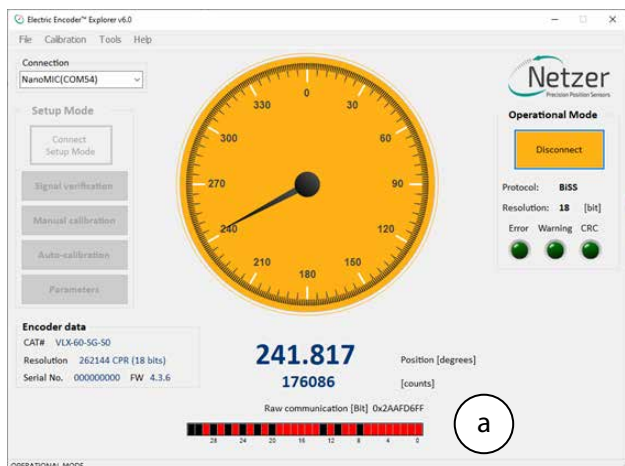 Electric Encoder™ Explorer v6.0
File Calibration Tools Help
Connection
NanoMIC(COM54)
Setup Mode
Connect
Setup Mode
Signal verification
Manual calibration
Auto-calibration
Parameters
0
30
60
90
120
150
180
210
240
270
300
330
Netzer
Precision Position Sensors
Operational Mode
Disconnect
Protocol: BiSS
Resolution: 18 [bit]
Error Warning CRC
Encoder data
CAT# VLX-60-SG-S0
Resolution 262144 CPR (18 bits)
Serial No. 000000000 FW 4.3.6
241.817 Position [degrees]
176086 [counts]
Raw communication [Bit] 0x2AAFD6FF
28 24 20 16 12 8 4 0
a
OPERATIONAL MODE